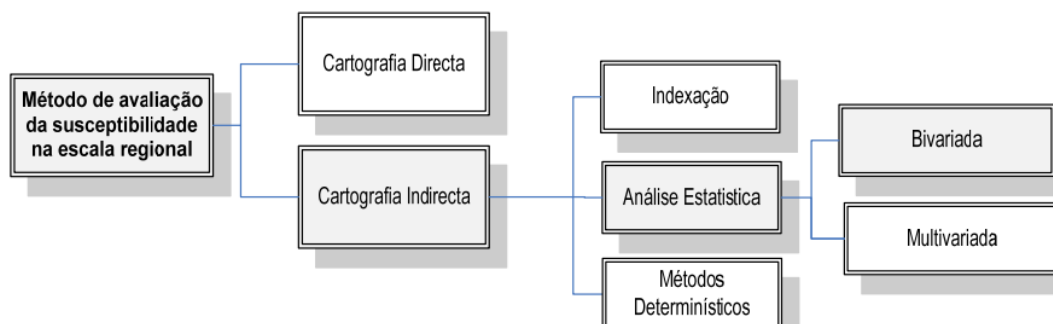 Método de avaliação
da susceptibilidade
na escala regional
Cartografia Directa
Cartografia Indirecta
Indexação
Análise Estatistica
Métodos
Determinísticos
Bivariada
Multivariada